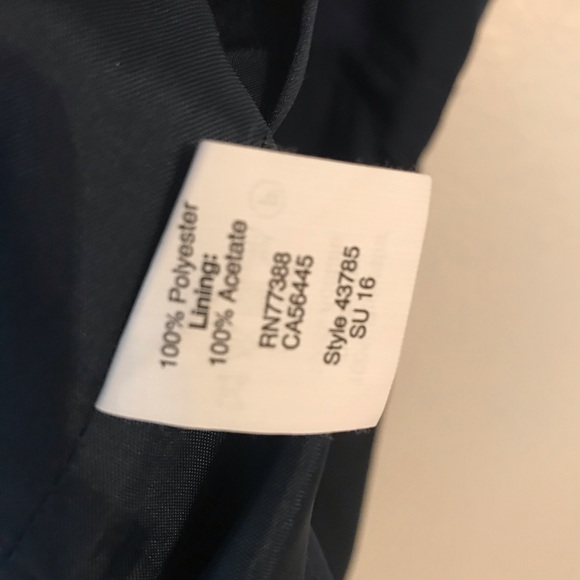 100% Polyester
Lining:
100% Acetate
RN77388
CA56445
Style 43785
SU 16